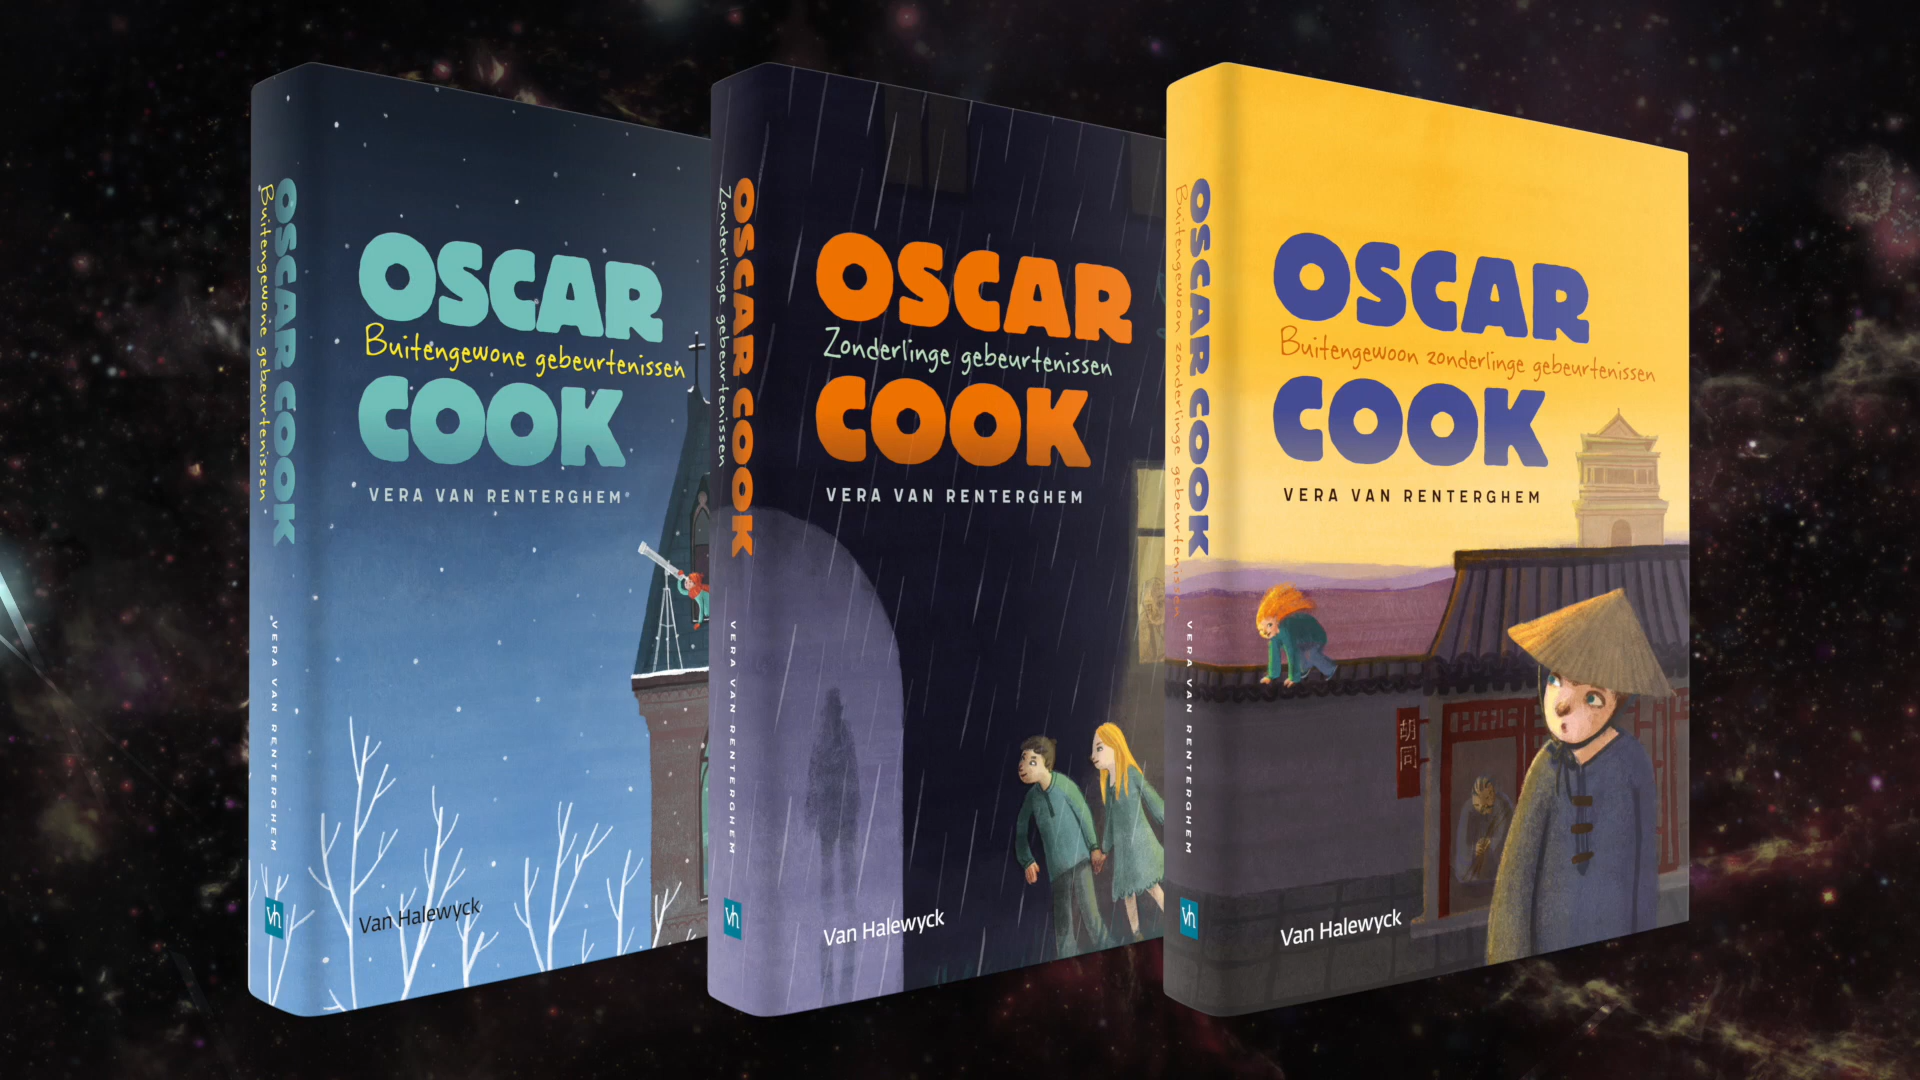 Buitengewone gebeurtenissen
OSCAR COOK
VERA VAN RENTERGHEM
vh
OSCAR
Buitengewone gebeurtenissen
COOK
VERA VAN RENTERGHEM
Van Halewyck
Zonderlinge gebeurtenissen
OSCAR COOK
VERA VAN RENTERGHEM
vh
OSCAR
Zonderlinge gebeurtenissen
COOK
VERA VAN RENTERGHEM
Van Halewyck
Buitengewoon zonderlinge gebeurtenissen
OSCAR COOK
VERA VAN RENTERGHEM
vh
OSCAR
Buitengewoon zonderlinge gebeurtenissen
COOK
VERA VAN RENTERGHEM
胡同
Van Halewyck